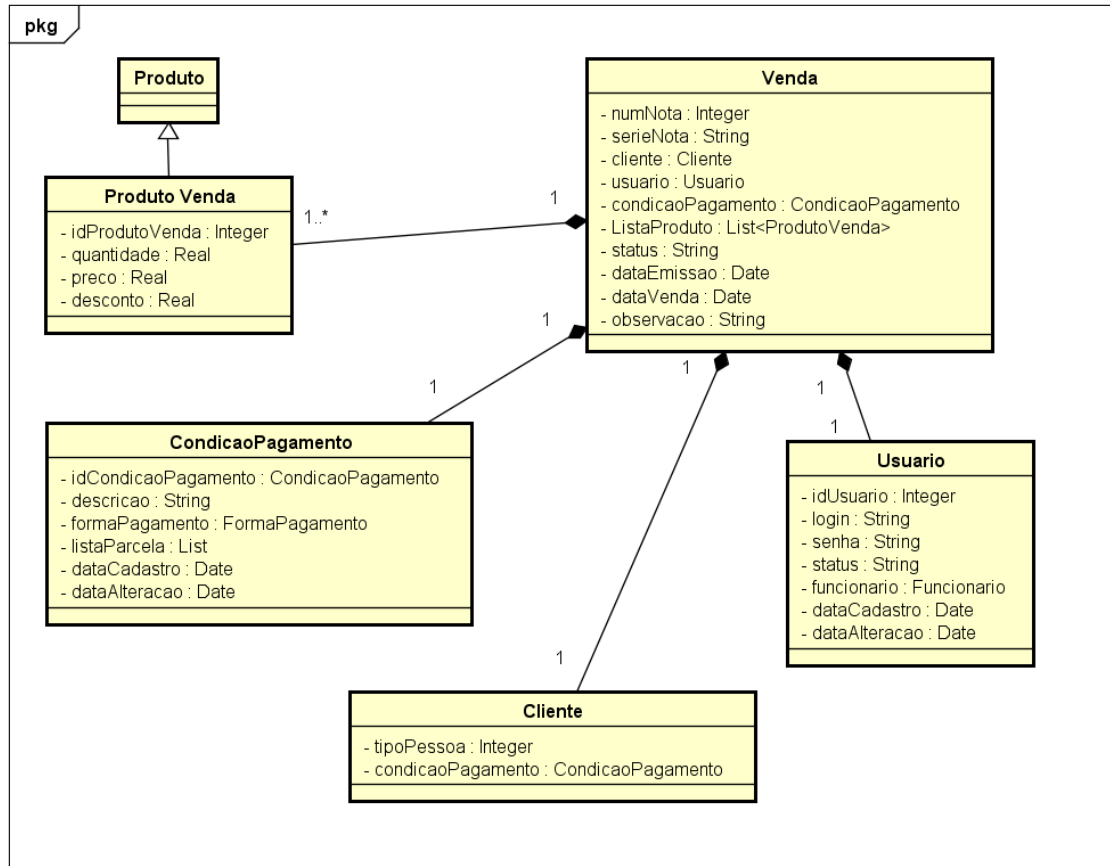 pkg
Produto
Venda
- numNota : Integer
- serieNota : String
- cliente : Cliente
- usuario : Usuario
- condicaoPagamento : CondicaoPagamento
- ListaProduto : List<ProdutoVenda>
- status : String
- dataEmissao : Date
- dataVenda : Date
- observacao : String
Produto Venda
- idProdutoVenda : Integer
- quantidade : Real
- preco : Real
- desconto : Real
1..*
1
1
1
1
1
CondicaoPagamento
- idCondicaoPagamento : CondicaoPagamento
- descricao : String
- formaPagamento : FormaPagamento
- listaParcela : List
- dataCadastro : Date
- dataAlteracao : Date
1
Usuario
- idUsuario : Integer
- login : String
- senha : String
- status : String
- funcionario : Funcionario
- dataCadastro : Date
- dataAlteracao : Date
1
Cliente
- tipoPessoa : Integer
- condicaoPagamento : CondicaoPagamento